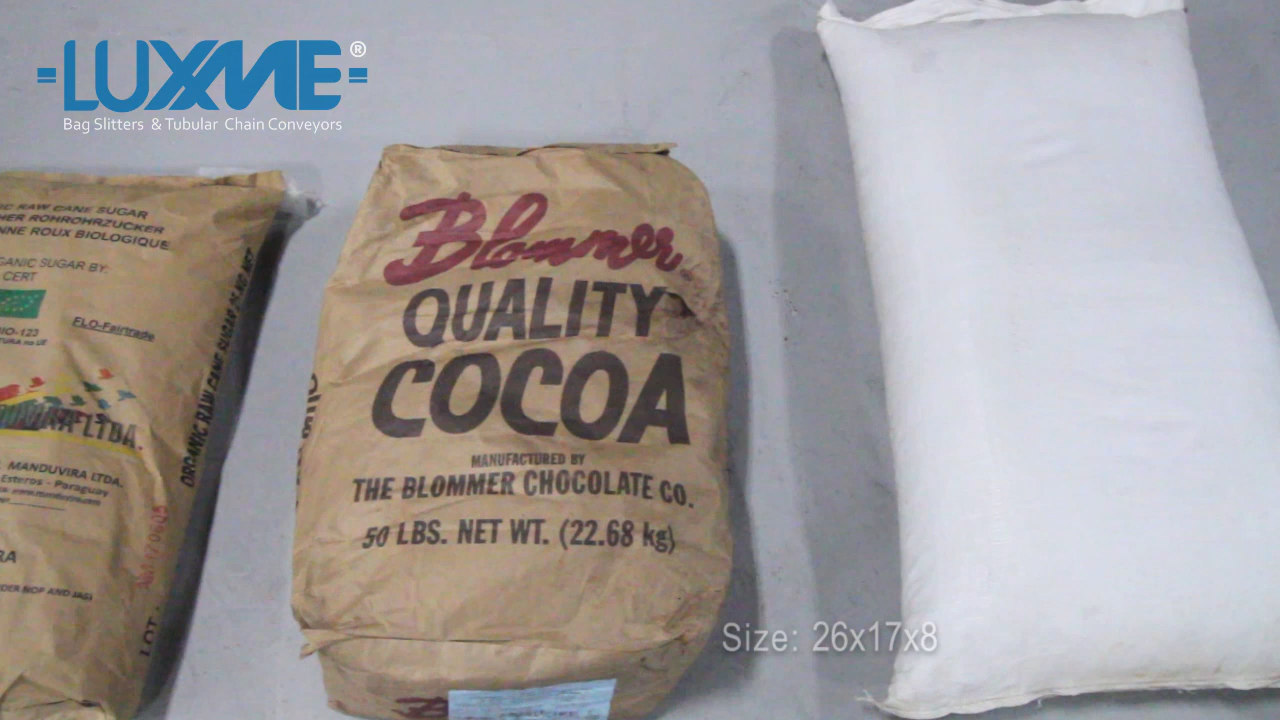 LUXME®
Bag Slitters & Tubular Chain Conveyors
RAW CANE SUGAR
ROHROHRZUCKER
ROUX BIOLOGIQUE
SUGAR BY:
CERT
FLO-Fairtrade
LTDA.
MANDUVIRA LTDA.
Esteros - Paraguay
ORGANIC RAW CANE SUGAR
LOT
Blommer
QUALITY
COCOA
MANUFACTURED BY
THE BLOMMER CHOCOLATE CO.
50 LBS. NET WT. (22.68 kg)
Size: 26x17x8